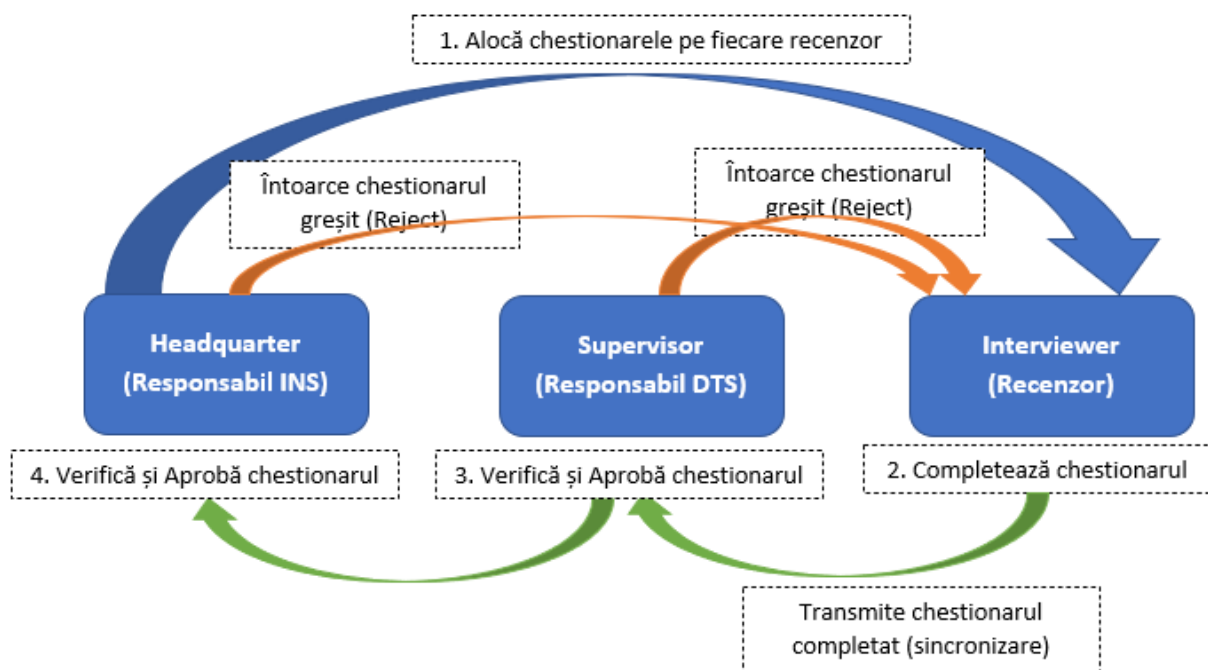 1. Alocă chestionarele pe fiecare recenzor
Întoarce chestionarul
greșit (Reject)
Întoarce chestionarul
greșit (Reject)
Headquarter
(Responsabil INS)
Supervisor
(Responsabil DTS)
Interviewer
(Recenzor)
4. Verifică și Aprobă chestionarul
3. Verifică și Aprobă chestionarul
2. Completează chestionarul
Transmite chestionarul
completat (sincronizare)